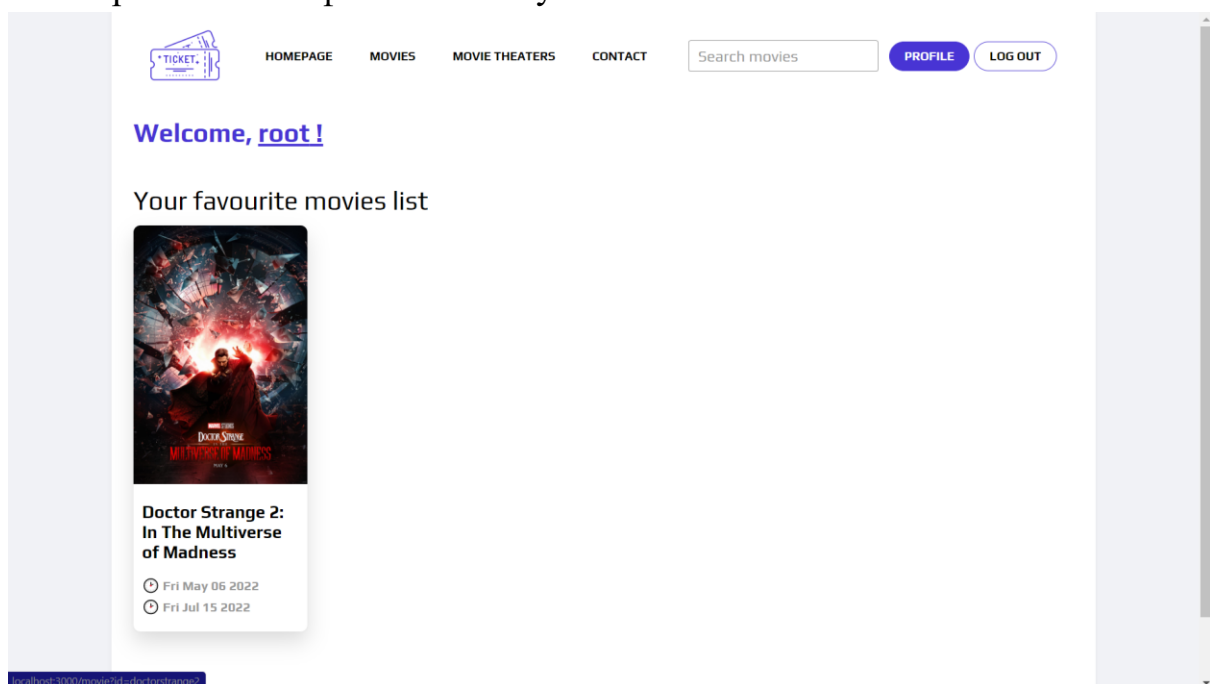 TICKET
HOMEPAGE MOVIES MOVIE THEATERS CONTACT Search movies PROFILE LOG OUT
Welcome, root !
Your favourite movies list
DOCTOR STRANGE
MULTIVERSE OF MADNESS
MAY 6
Doctor Strange 2:
In The Multiverse
of Madness
Fri May 06 2022
Fri Jul 15 2022
localhost:3000/movie?id=doctorstrange2